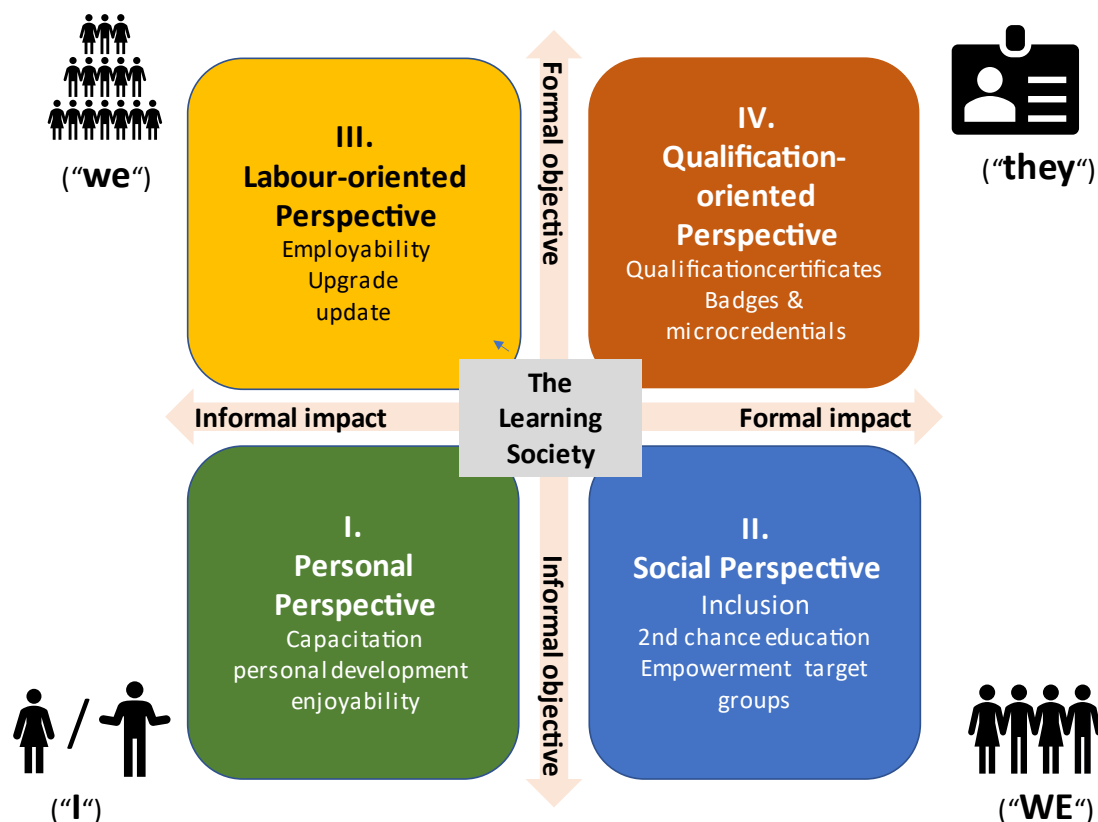 ("we")
III.
Labour-oriented
Perspective
Employability
Upgrade
update
Formal objective
IV.
Qualification-
oriented
Perspective
Qualificationcertificates
Badges &
microcredentials
("they")
Informal impact
The
Learning
Society
Formal impact
I.
Personal
Perspective
Capacitation
personal development
enjoyability
Informal objective
II.
Social Perspective
Inclusion
2nd chance education
Empowerment target
groups
/
("I")
("WE")